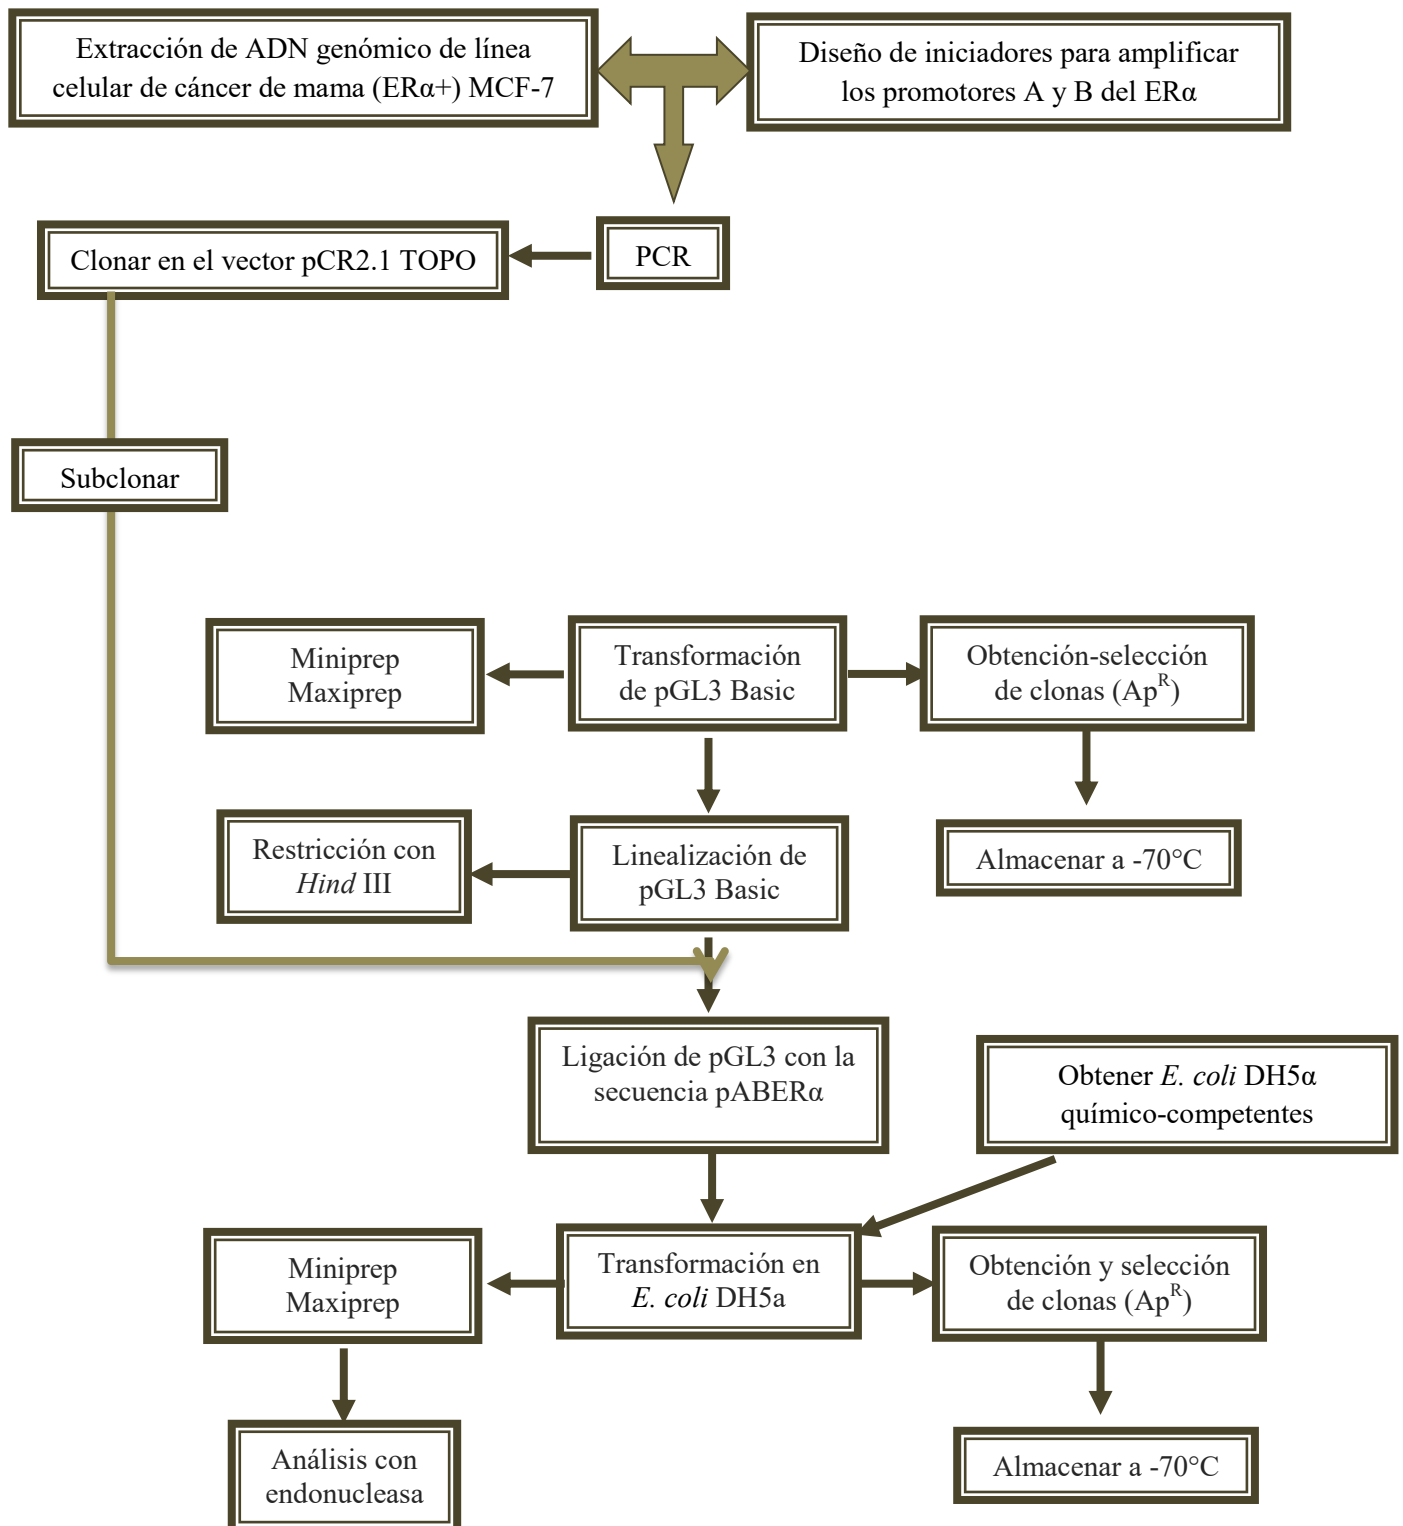 Extracción de ADN genómico de línea
celular de cáncer de mama (ERα+) MCF-7
Diseño de iniciadores para amplificar
los promotores A y B del ERα
Clonar en el vector pCR2.1 TOPO
PCR
Subclonar
Miniprep
Maxiprep
Transformación
de pGL3 Basic
Obtención-selección
de clonas (Ap^R)
Restricción con
Hind III
Linealización de
pGL3 Basic
Almacenar a -70°C
Ligación de pGL3 con la
secuencia pABERα
Obtener E. coli DH5α
químico-competentes
Miniprep
Maxiprep
Transformación en
E. coli DH5a
Obtención y selección
de clonas (Ap^R)
Análisis con
endonucleasa
Almacenar a -70°C